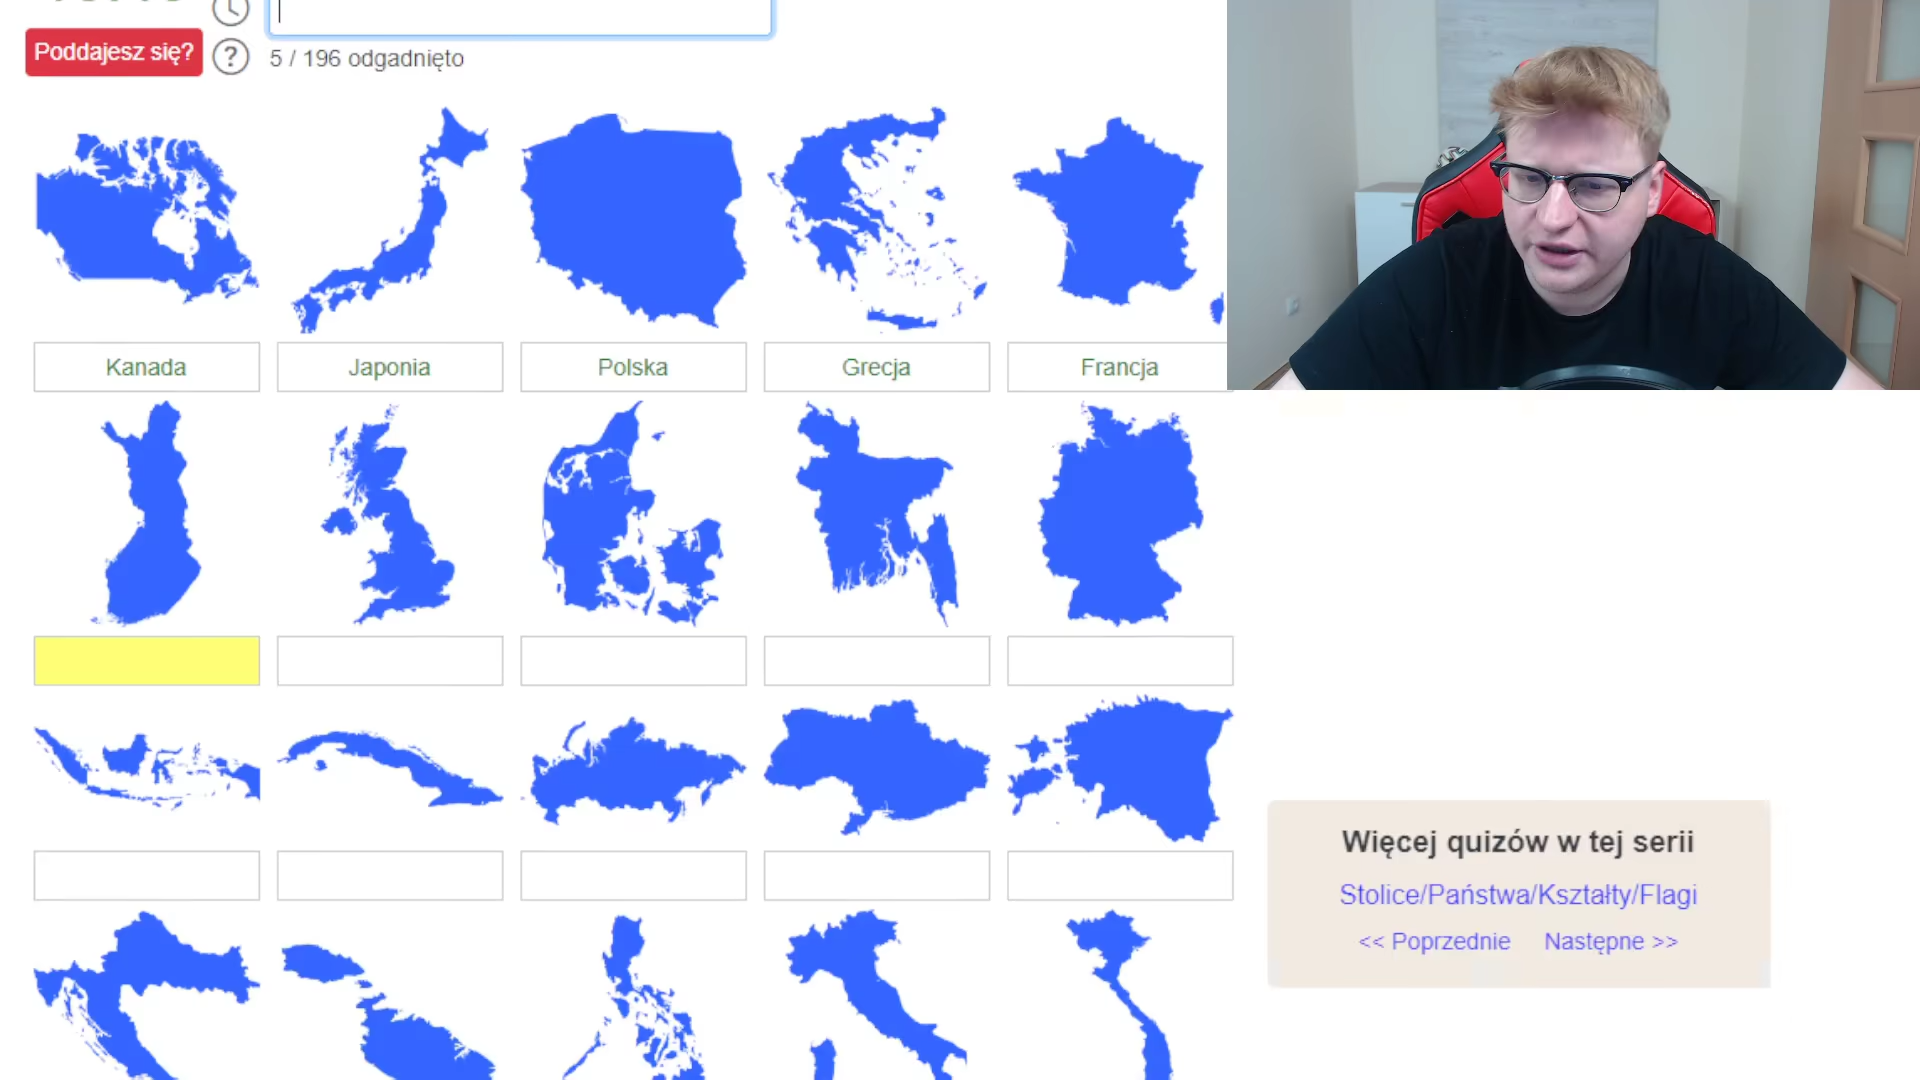 Poddajesz się?
5 / 196 odgadnięto
Kanada
Japonia
Polska
Grecja
Francja
Więcej quizów w tej serii
Stolice/Państwa/Kształty/Flagi
<< Poprzednie
Następne >>